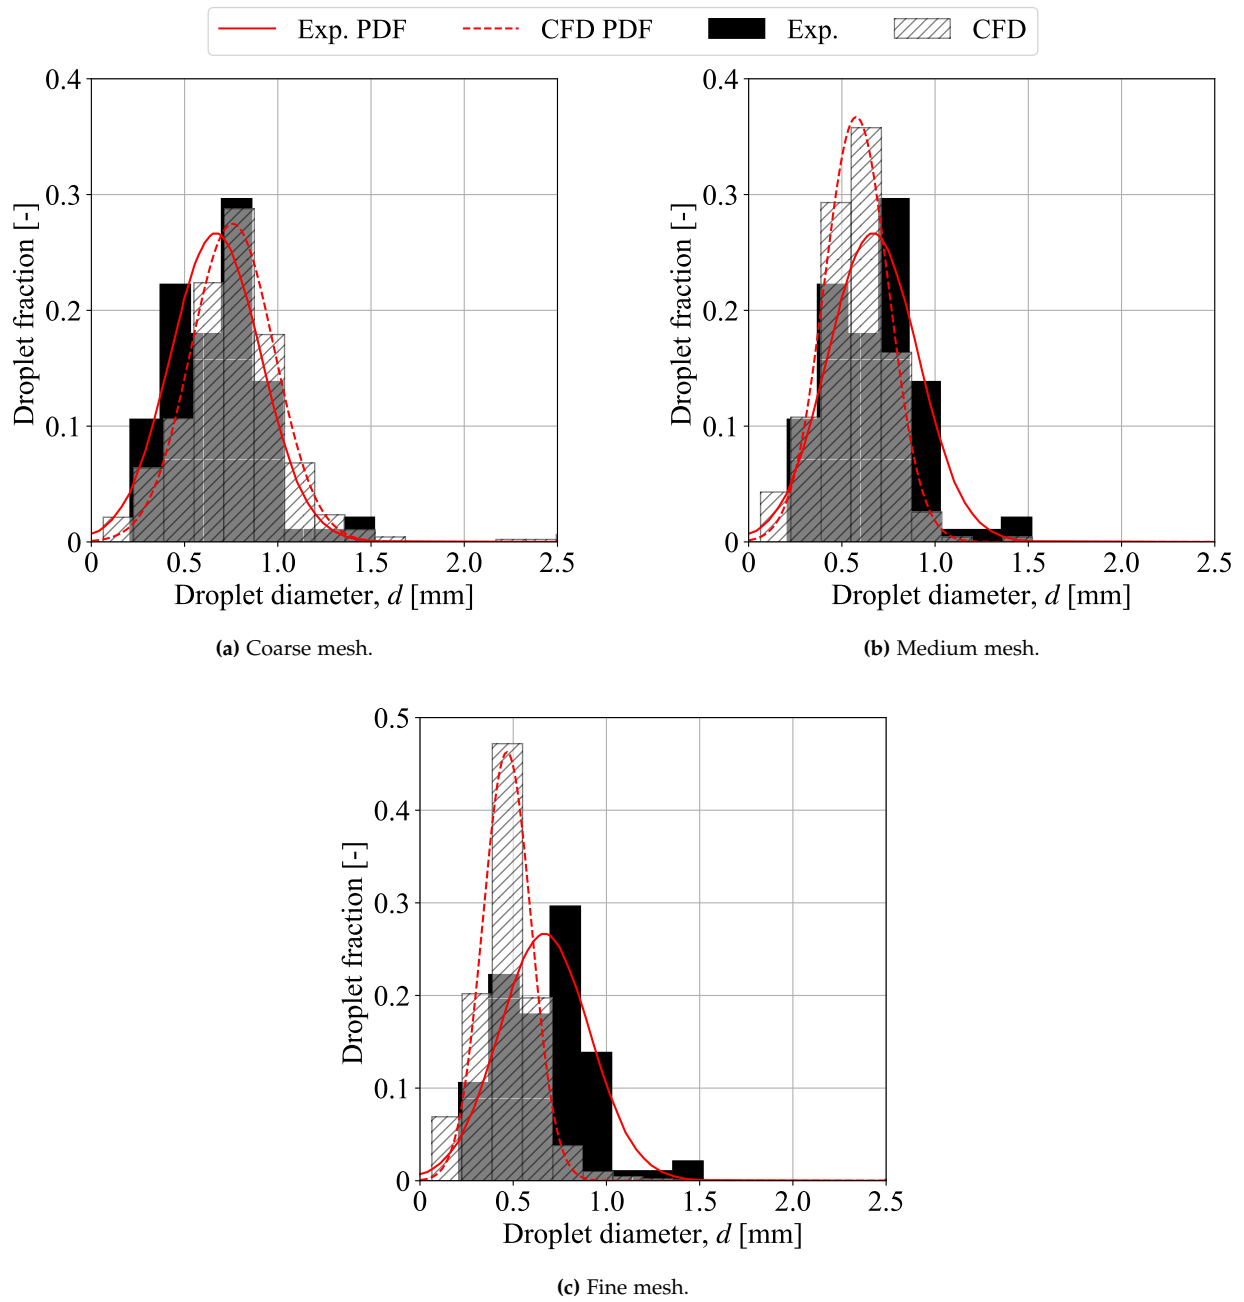 Exp. PDF CFD PDF Exp. CFD
0.4
0.3
0.2
0.1
0
Droplet fraction [-]
0 0.5 1.0 1.5 2.0 2.5
Droplet diameter, d [mm]
(a) Coarse mesh.
0.4
0.3
0.2
0.1
0
Droplet fraction [-]
0 0.5 1.0 1.5 2.0 2.5
Droplet diameter, d [mm]
(b) Medium mesh.
0.5
0.4
0.3
0.2
0.1
0
Droplet fraction [-]
0 0.5 1.0 1.5 2.0 2.5
Droplet diameter, d [mm]
(c) Fine mesh.